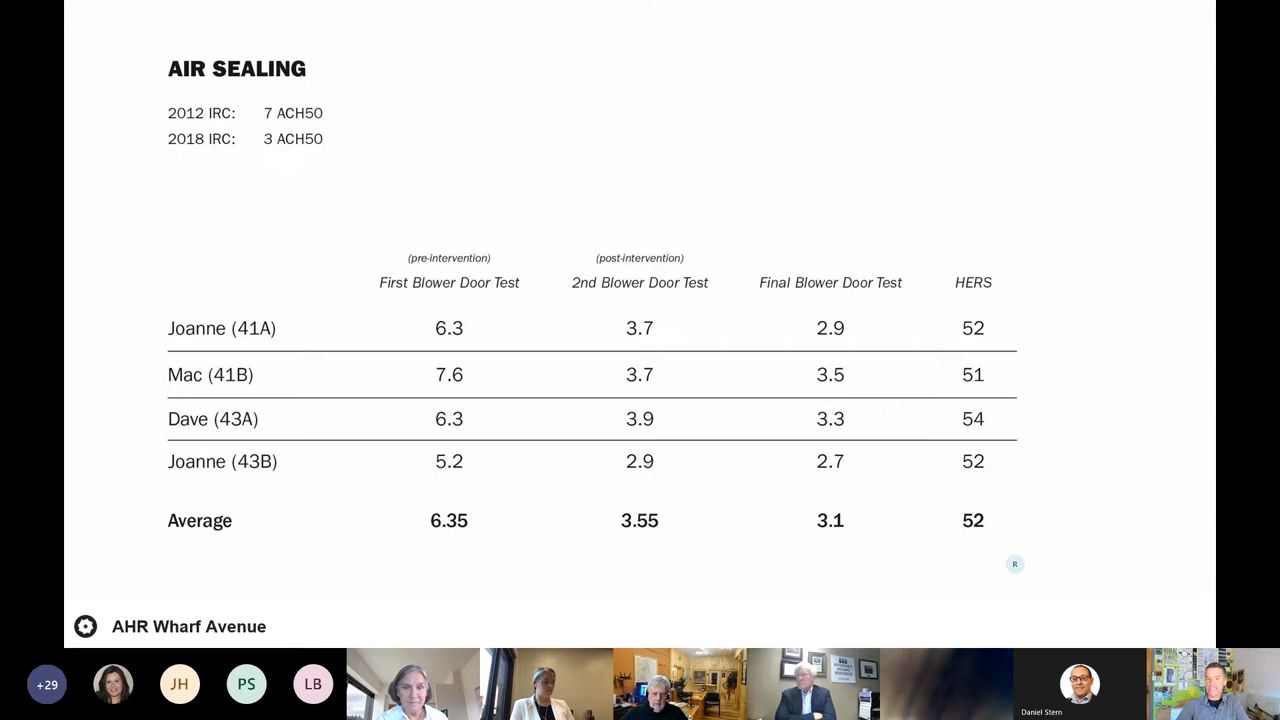 AIR SEALING
2012 IRC: 7 ACH50
2018 IRC: 3 ACH50
(pre-intervention) (post-intervention)
First Blower Door Test 2nd Blower Door Test Final Blower Door Test HERS
Joanne (41A) 6.3 3.7 2.9 52
Mac (41B) 7.6 3.7 3.5 51
Dave (43A) 6.3 3.9 3.3 54
Joanne (43B) 5.2 2.9 2.7 52
Average 6.35 3.55 3.1 52
R
AHR Wharf Avenue
+29 JH PS LB
Daniel Stern